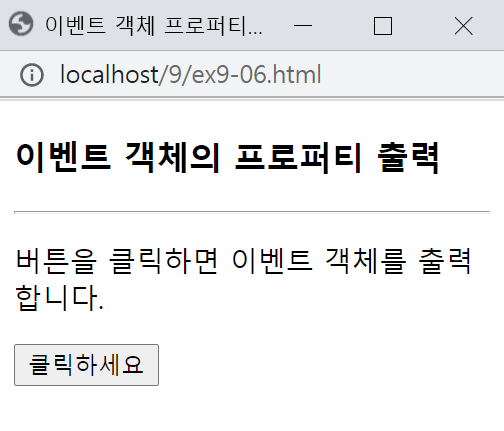 이벤트 객체 프로퍼티...
localhost/9/ex9-06.html
이벤트 객체의 프로퍼티 출력
버튼을 클릭하면 이벤트 객체를 출력
합니다.
클릭하세요